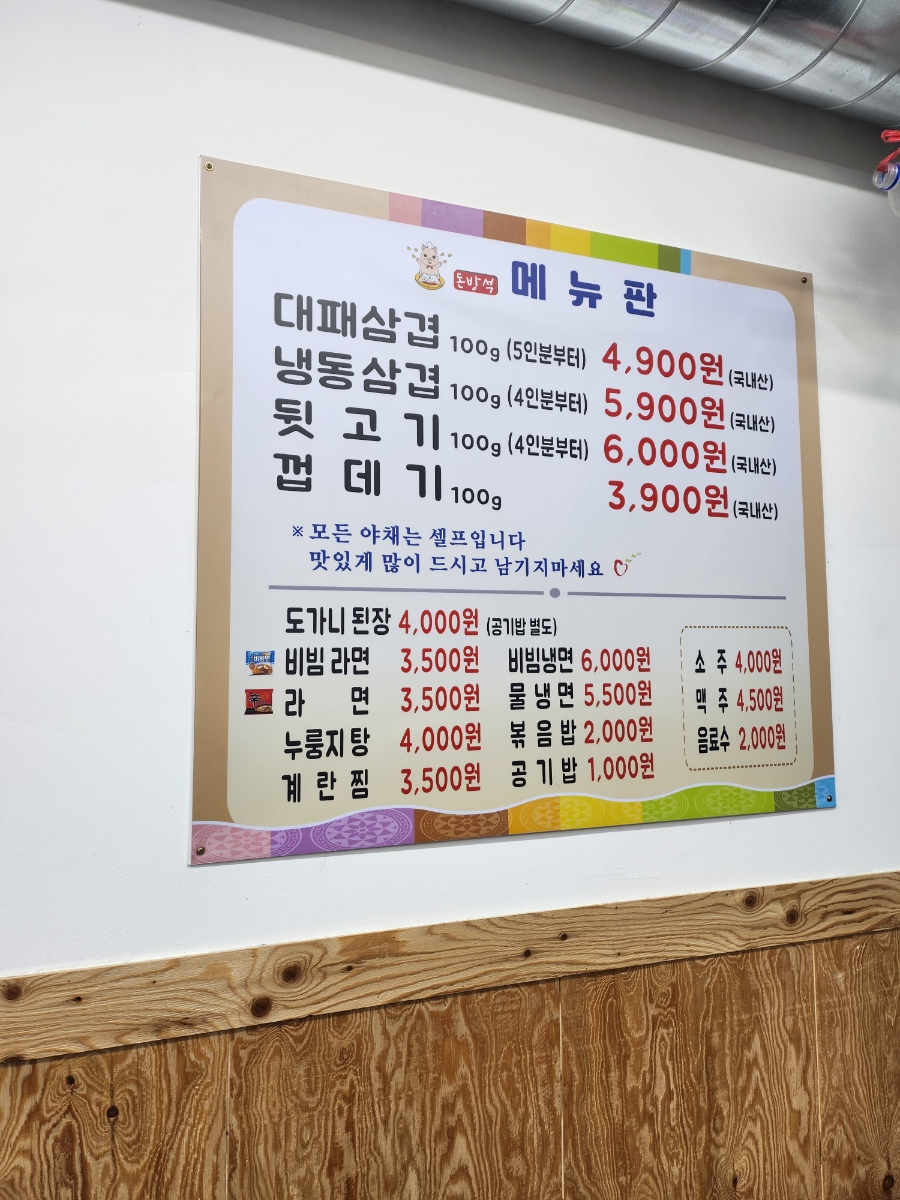 돈방석 메뉴판
대패삼겹 100g (5인분부터) 4,900원 (국내산)
냉동삼겹 100g (4인분부터) 5,900원 (국내산)
뒷고기 100g (4인분부터) 6,000원 (국내산)
껍데기 100g 3,900원 (국내산)
※ 모든 야채는 셀프입니다
맛있게 많이 드시고 남기지마세요
도가니 된장 4,000원 (공기밥 별도)
비빔 라면 3,500원 비빔냉면 6,000원 소주 4,000원
라면 3,500원 물냉면 5,500원 맥주 4,500원
누룽지탕 4,000원 볶음밥 2,000원 음료수 2,000원
계란찜 3,500원 공기밥 1,000원